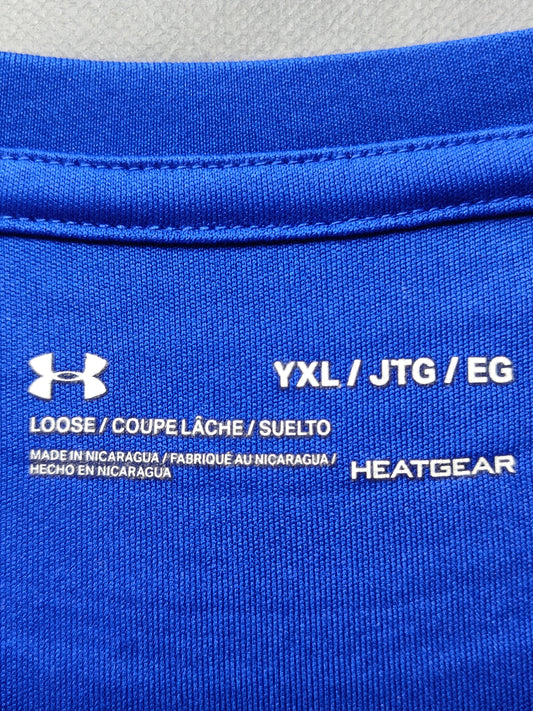 YXL / JTG / EG
LOOSE / COUPE LÂCHE / SUELTO
MADE IN NICARAGUA / FABRIQUÉ AU NICARAGUA /
HECHO EN NICARAGUA
HEATGEAR